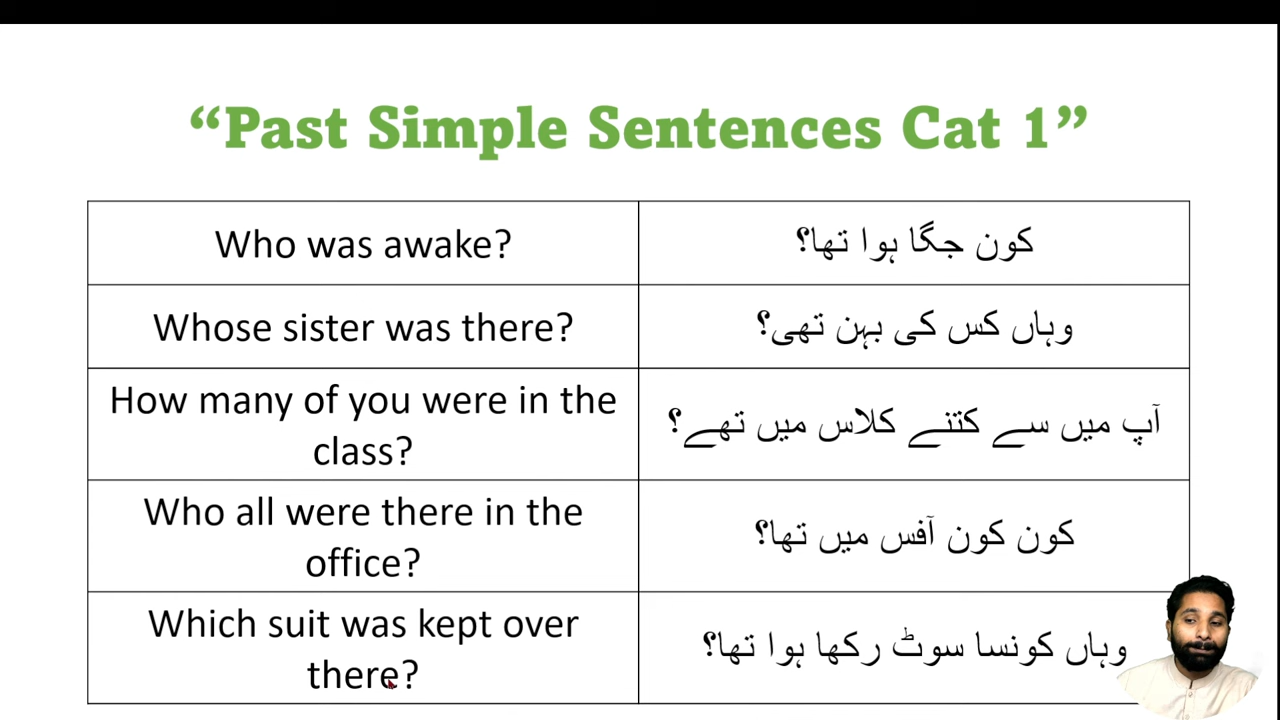 “Past Simple Sentences Cat 1”
Who was awake?
کون جگا ہوا تھا؟
Whose sister was there?
وہاں کس کی بہن تھی؟
How many of you were in the
class?
آپ میں سے کتنے کلاس میں تھے؟
Who all were there in the
office?
کون کون آفس میں تھا؟
Which suit was kept over
there?
وہاں کونسا سوٹ رکھا ہوا تھا؟